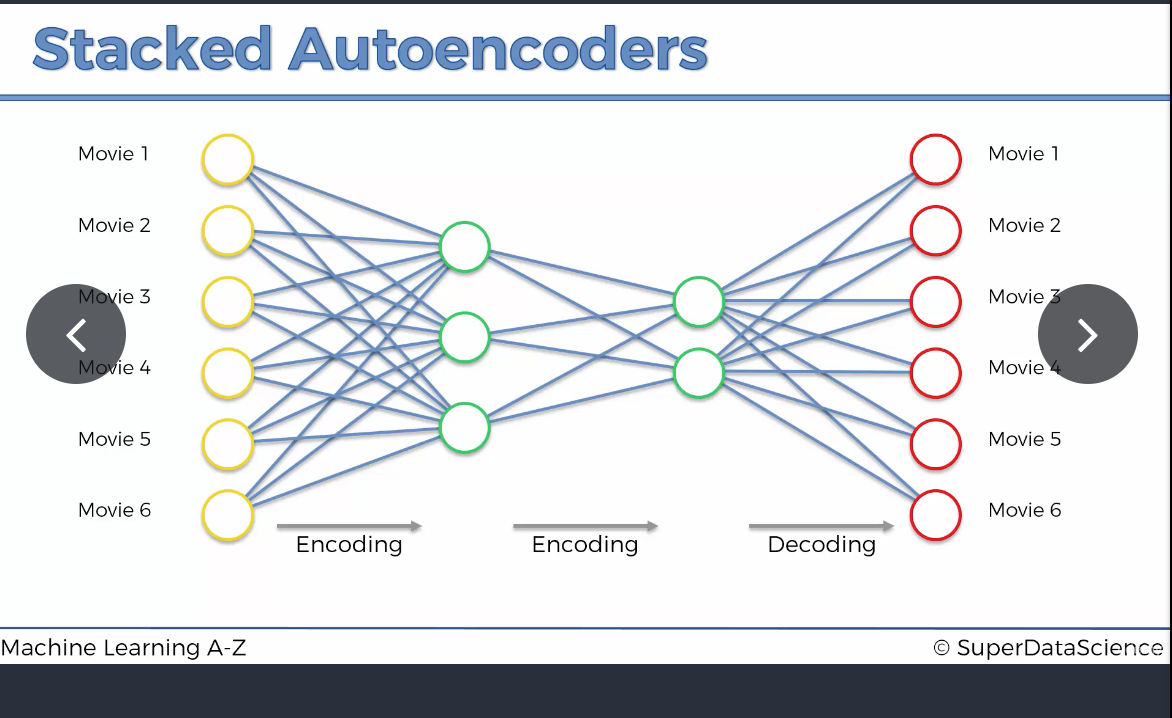 Stacked Autoencoders
Movie 1
Movie 2
Movie 3
Movie 4
Movie 5
Movie 6
Movie 1
Movie 2
Movie 3
Movie 4
Movie 5
Movie 6
Encoding
Encoding
Decoding
Machine Learning A-Z
© SuperDataScience